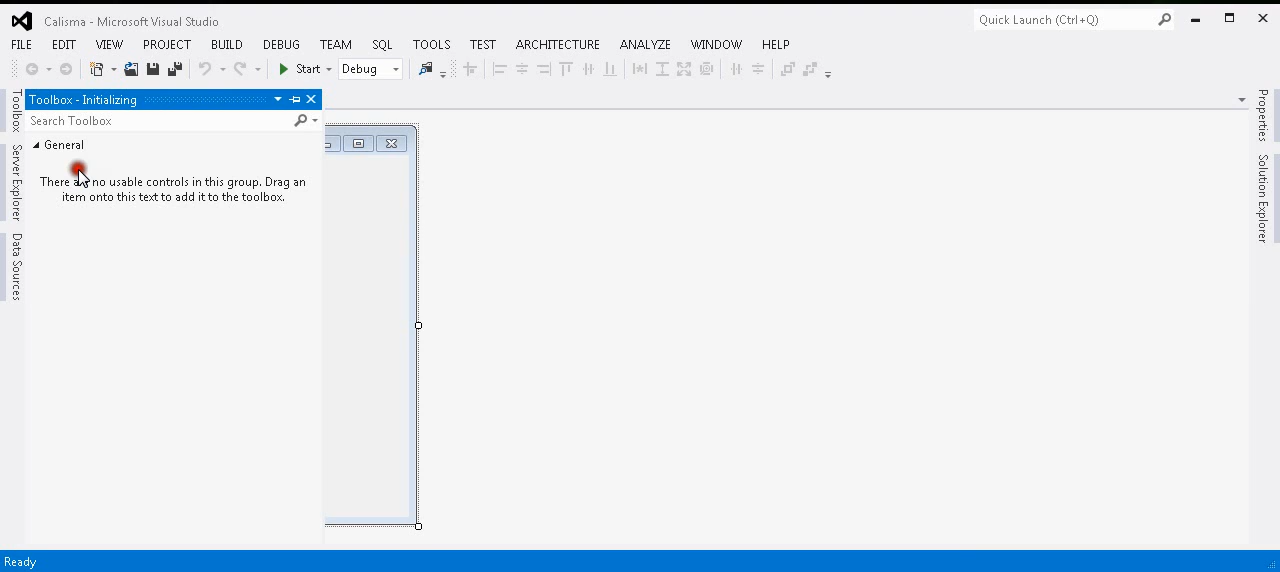 Calisma - Microsoft Visual Studio
Quick Launch (Ctrl+Q)
FILE EDIT VIEW PROJECT BUILD DEBUG TEAM SQL TOOLS TEST ARCHITECTURE ANALYZE WINDOW HELP
Start Debug
Toolbox
Server Explorer
Data Sources
Toolbox - Initializing
Search Toolbox
General
There no usable controls in this group. Drag an
item onto this text to add it to the toolbox.
Properties
Solution Explorer
Ready